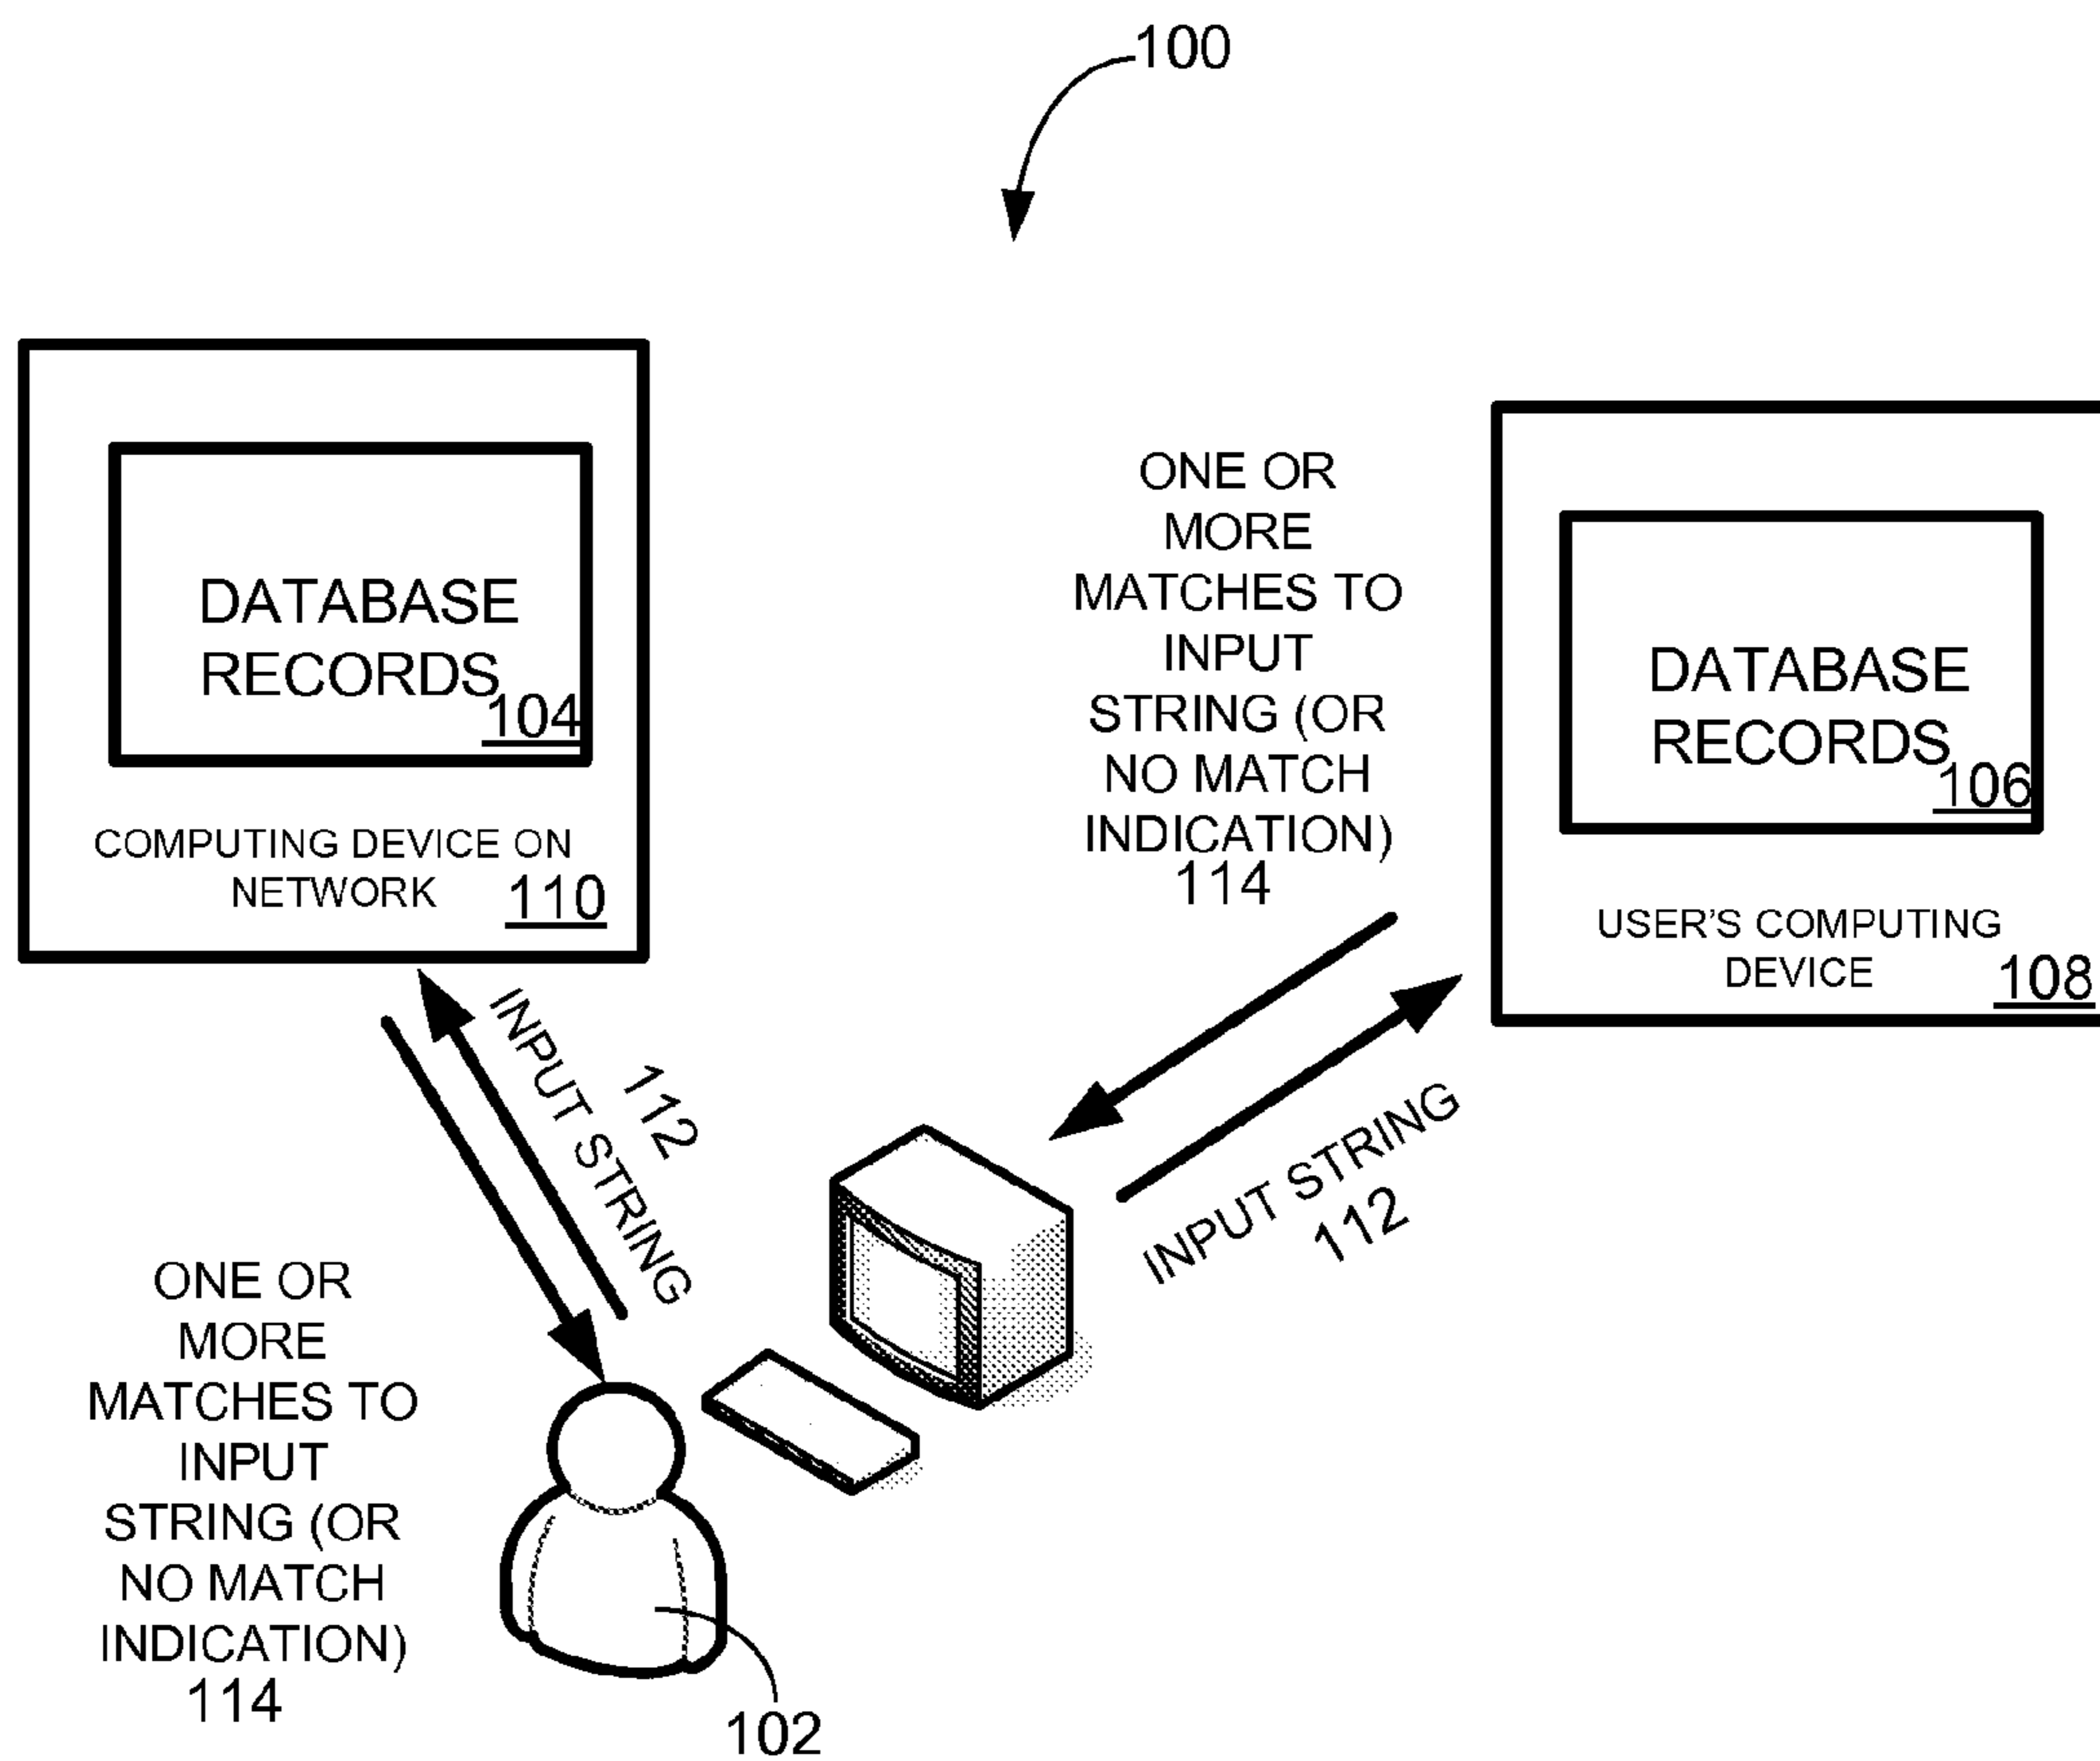 100
DATABASE
RECORDS
104
COMPUTING DEVICE ON
NETWORK
110
ONE OR
MORE
MATCHES TO
INPUT
STRING (OR
NO MATCH
INDICATION)
114
DATABASE
RECORDS
106
USER'S COMPUTING
DEVICE
108
INPUT STRING
112
INPUT STRING
112
ONE OR
MORE
MATCHES TO
INPUT
STRING (OR
NO MATCH
INDICATION)
114
102